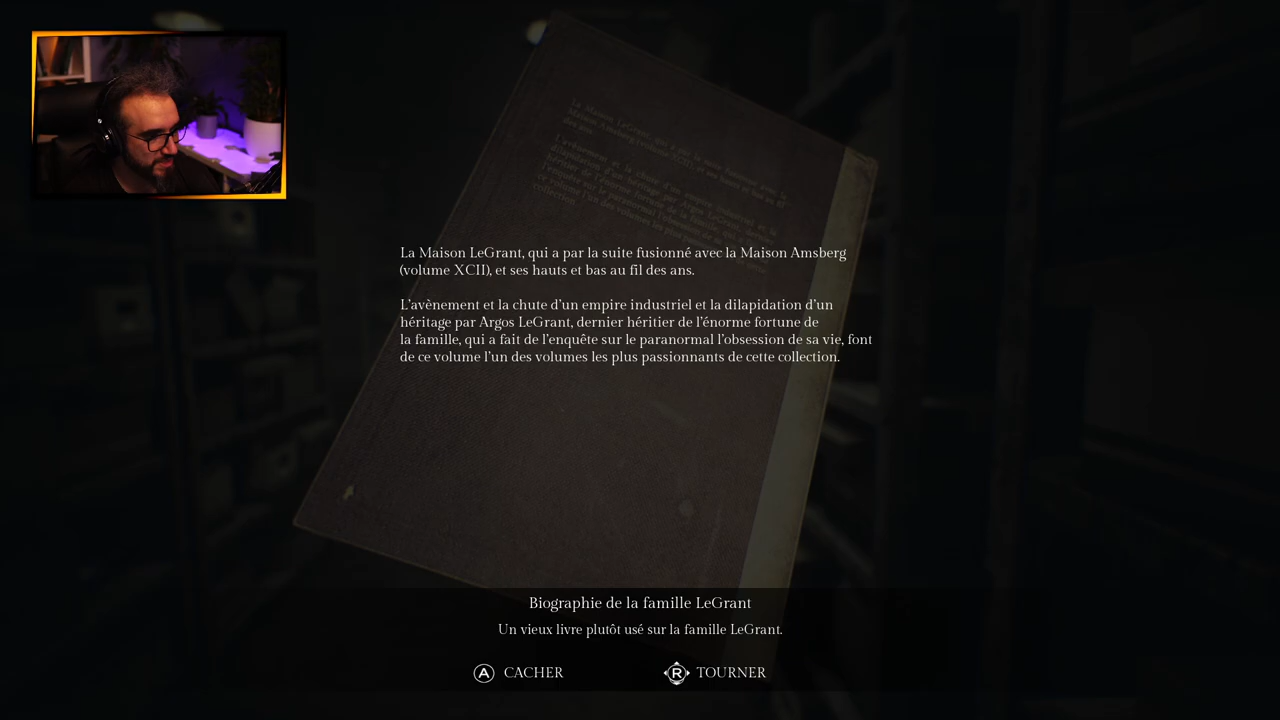 La Maison LeGrant, qui a par la suite fusionné avec la Maison Amsberg
(volume XCII), et ses hauts et bas au fil des ans.
L'avènement et la chute d'un empire industriel et la dilapidation d'un
héritage par Argos LeGrant, dernier héritier de l'énorme fortune de
la famille, qui a fait de l'enquête sur le paranormal l'obsession de sa vie, font
de ce volume l'un des volumes les plus passionnants de cette collection.
Biographie de la famille LeGrant
Un vieux livre plutôt usé sur la famille LeGrant.
A CACHER R TOURNER